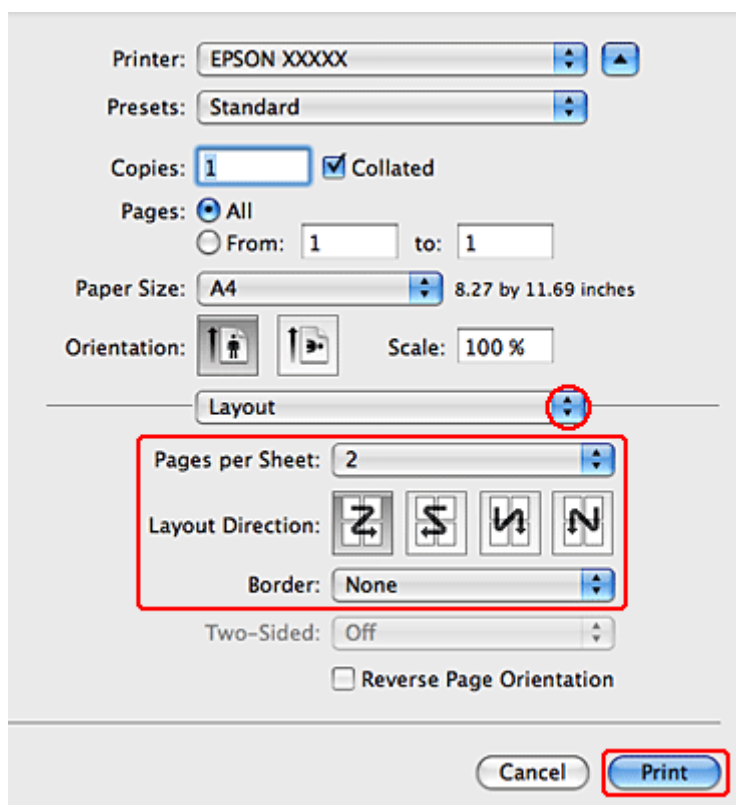 Printer: EPSON XXXXX
Presets: Standard
Copies: 1 Collated
Pages: All
From: 1 to: 1
Paper Size: A4 8.27 by 11.69 inches
Orientation: Scale: 100 %
Layout
Pages per Sheet: 2
Layout Direction:
Border: None
Two-Sided: Off
Reverse Page Orientation
Cancel Print